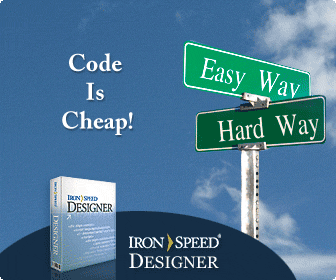 Code
Is
Cheap!
Easy Way
Hard Way
IRON SPEED
DESIGNER
IRON SPEED®
DESIGNER